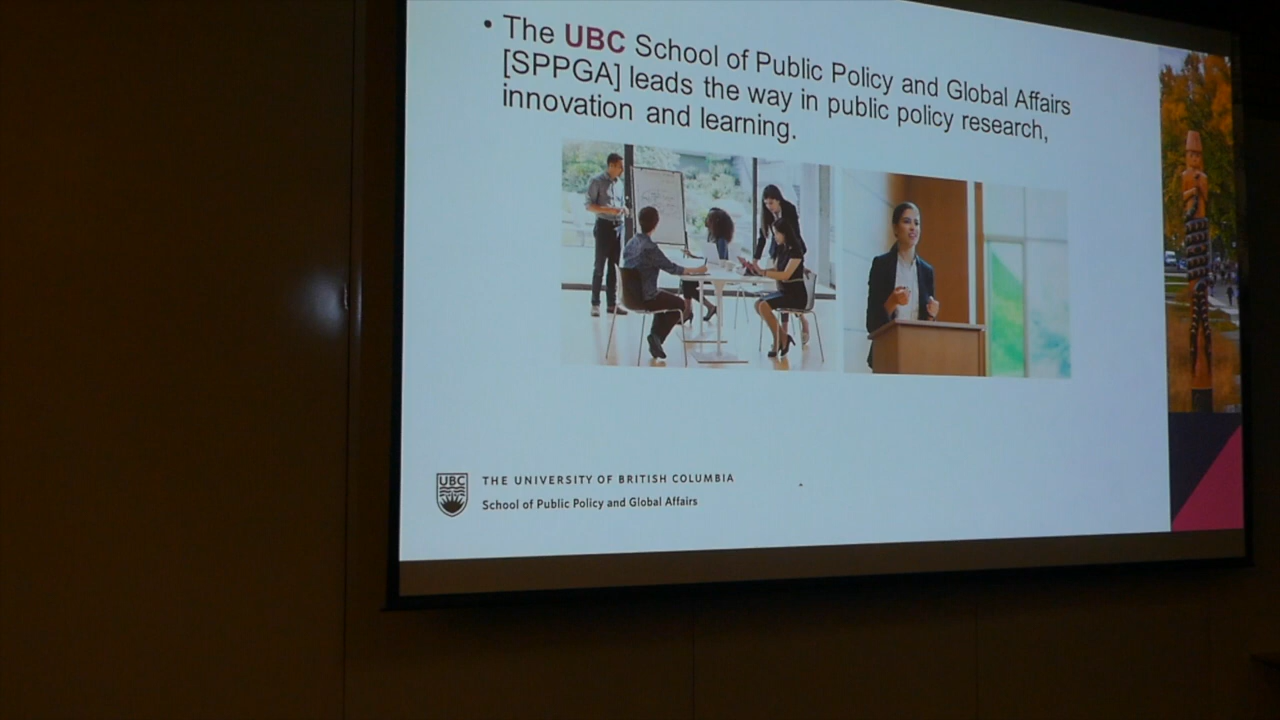 • The UBC School of Public Policy and Global Affairs
[SPPGA] leads the way in public policy research,
innovation and learning.
UBC
THE UNIVERSITY OF BRITISH COLUMBIA
School of Public Policy and Global Affairs